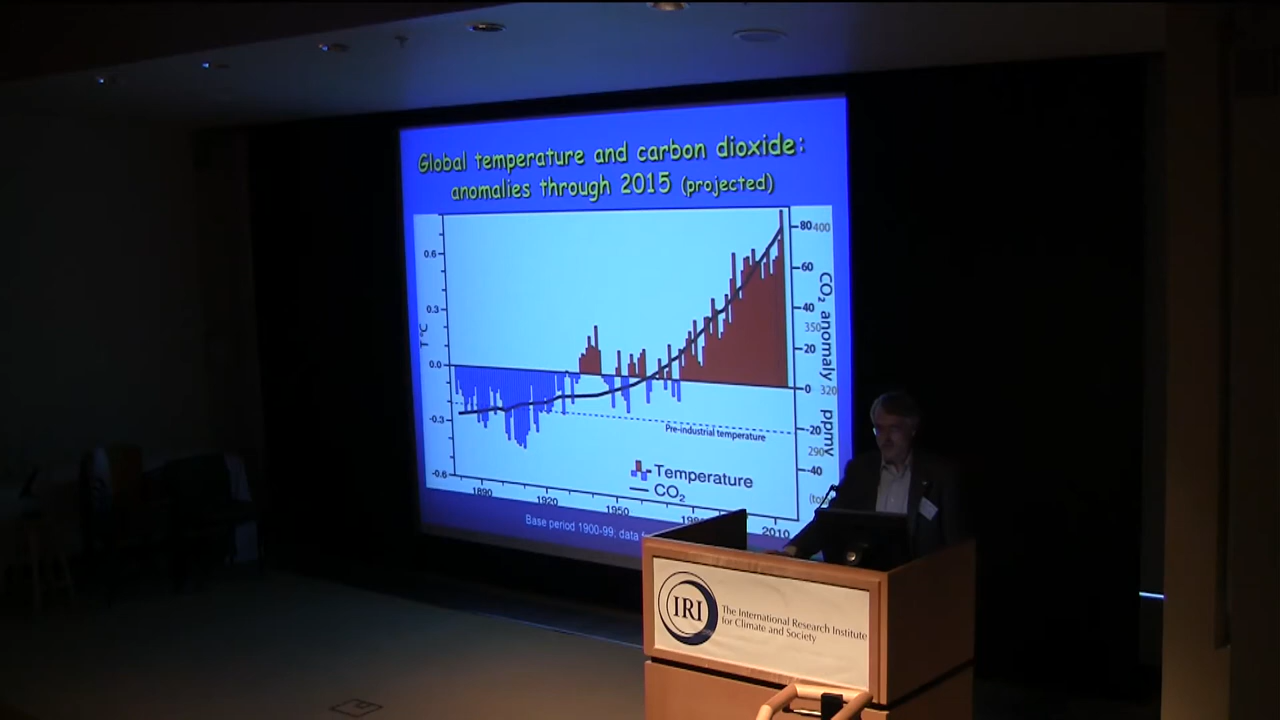 Global temperature and carbon dioxide:
anomalies through 2015 (projected)
0.6
0.3
0.0
-0.3
-0.6
T°C
1890
1920
1950
2010
80 400
60
40
350
20
0 320
-20
290
-40
CO₂ anomaly ppmv
Pre-industrial temperature
Temperature
CO₂
Base period 1900-99; data
IRI
The International Research Institute
for Climate and Society